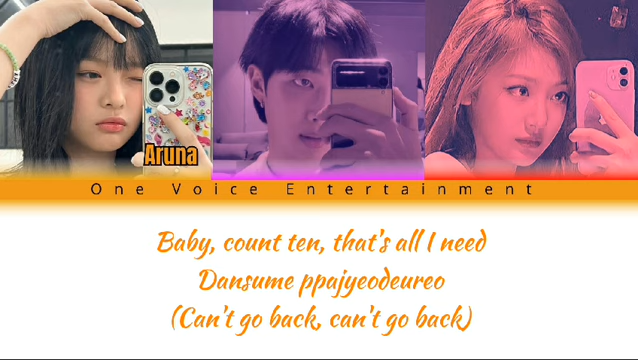 Aruna
One Voice Entertainment
Baby, count ten, that's all I need
Dansume ppajyeodeureo
(Can't go back, can't go back)